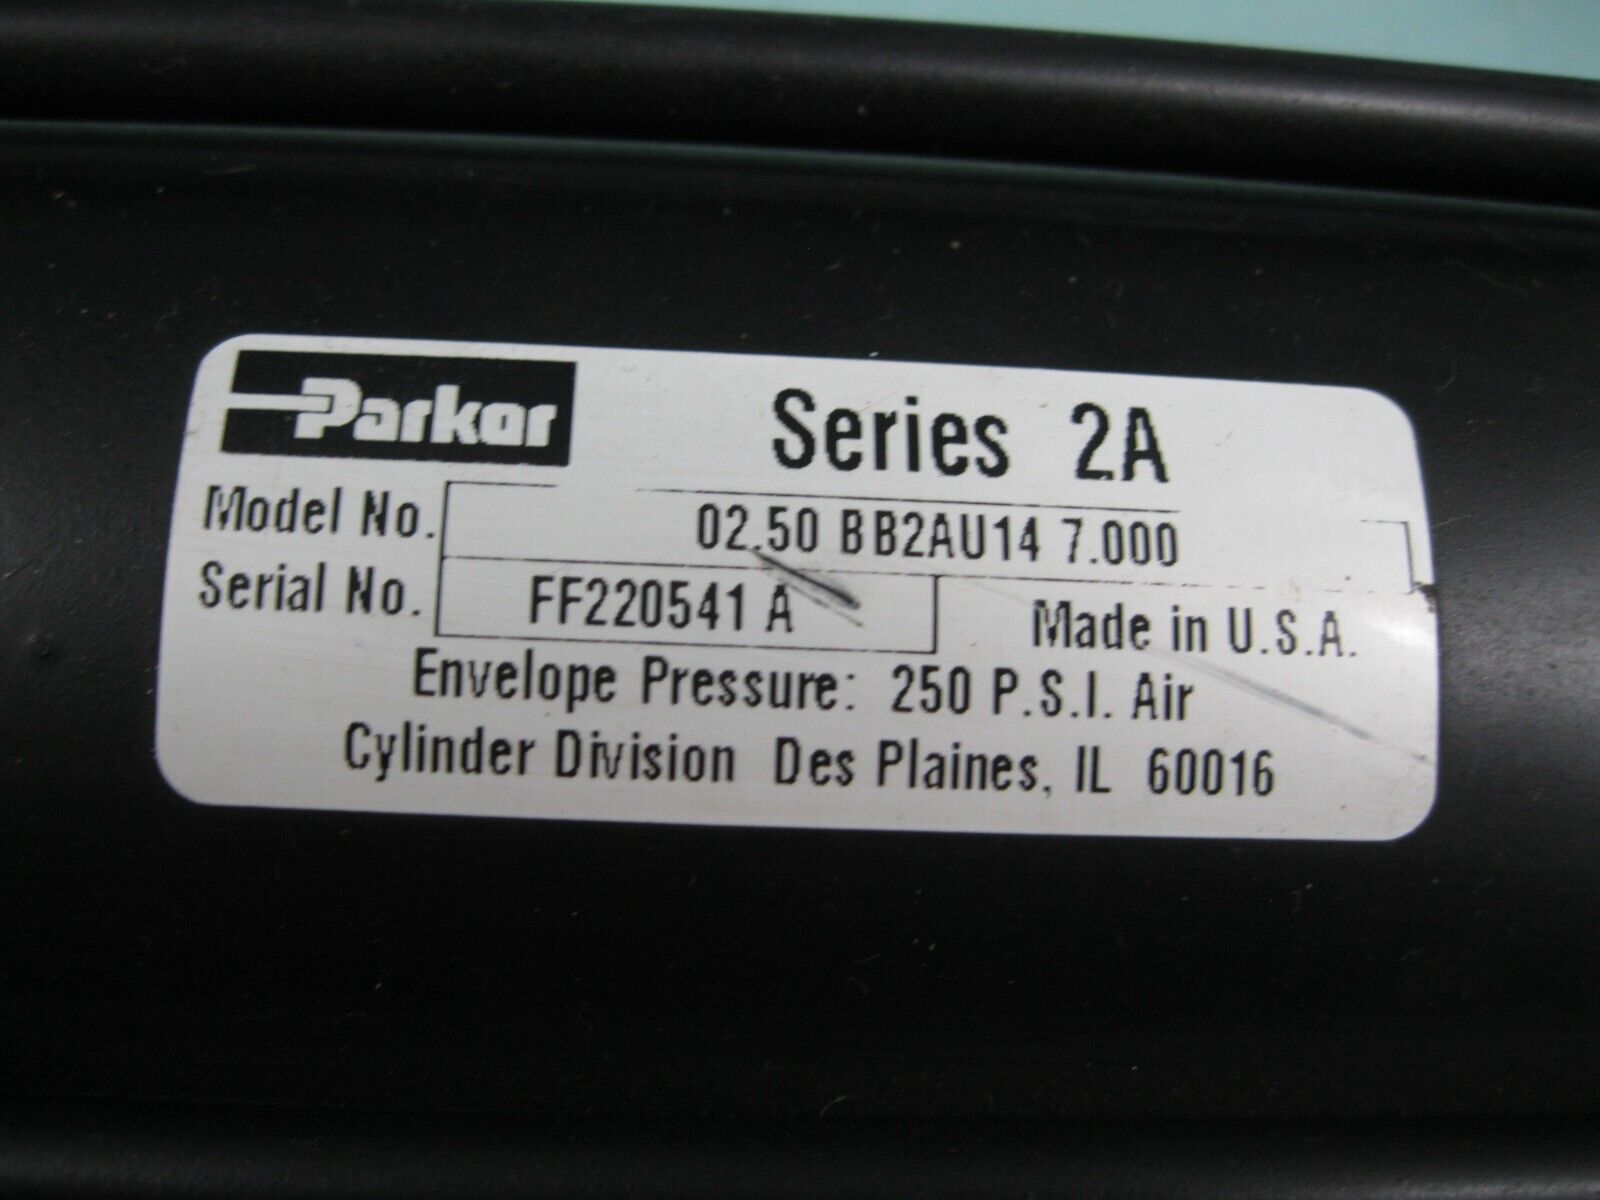 Parker
Series 2A
Model No. 02.50 BB2AU14 7.000
Serial No. FF220541 A Made in U.S.A.
Envelope Pressure: 250 P.S.I. Air
Cylinder Division Des Plaines, IL 60016